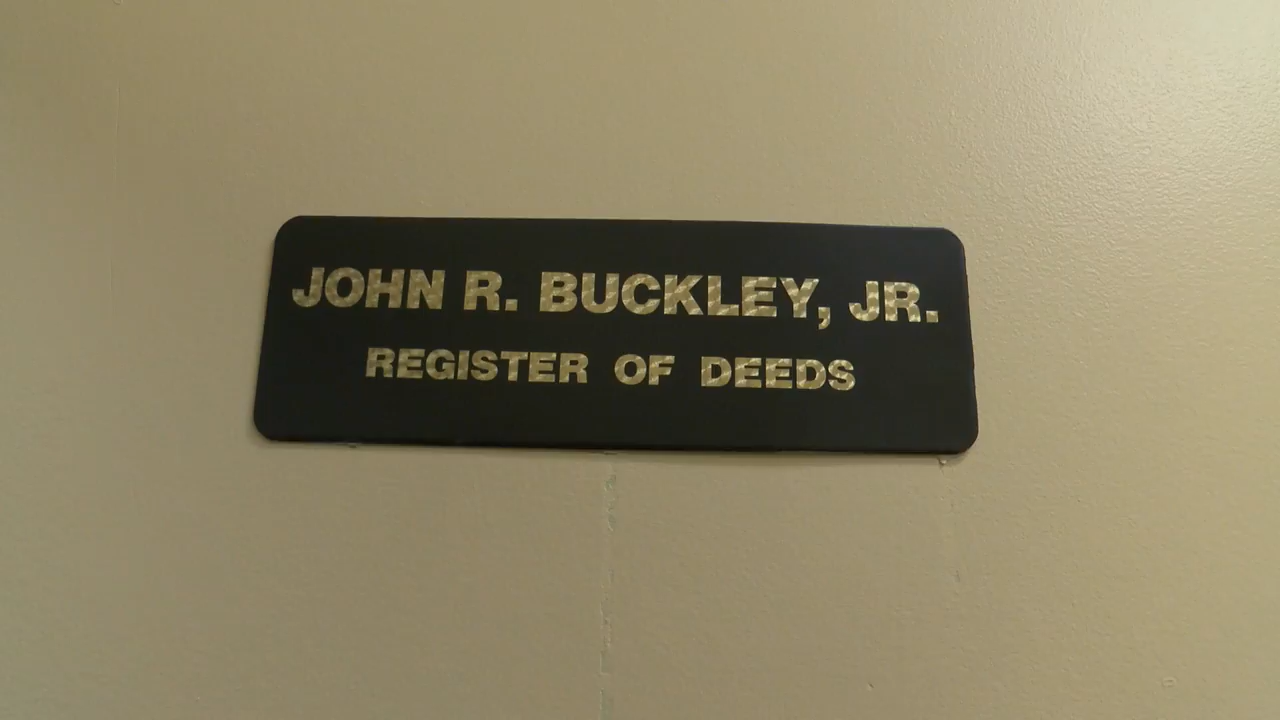 JOHN R. BUCKLEY, JR.
REGISTER OF DEEDS